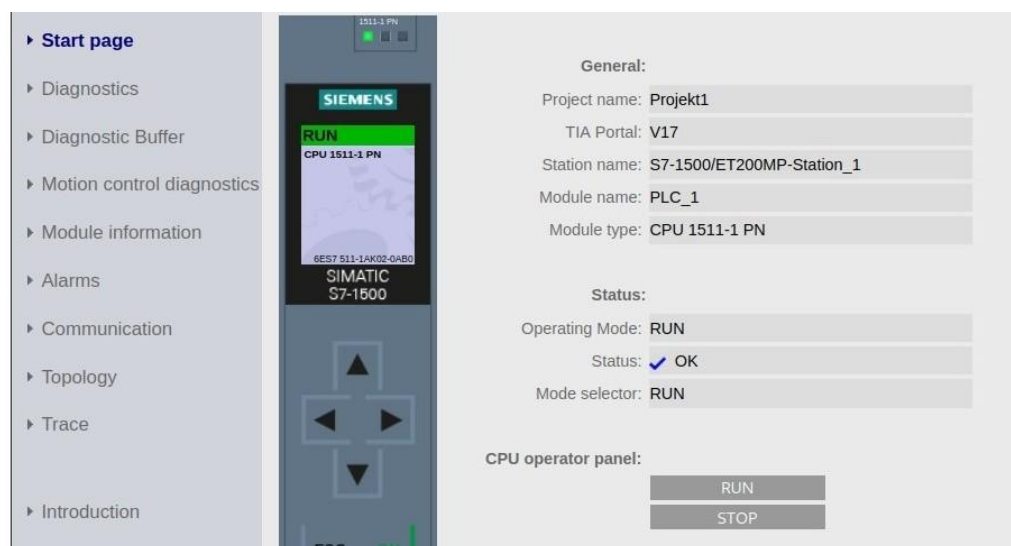 Start page
Diagnostics
Diagnostic Buffer
Motion control diagnostics
Module information
Alarms
Communication
Topology
Trace
Introduction
1511-1 PN
SIEMENS
RUN
CPU 1511-1 PN
6ES7 511-1AK02-0AB0
SIMATIC
S7-1500
General:
Project name: Projekt1
TIA Portal: V17
Station name: S7-1500/ET200MP-Station_1
Module name: PLC_1
Module type: CPU 1511-1 PN
Status:
Operating Mode: RUN
Status: OK
Mode selector: RUN
CPU operator panel:
RUN
STOP